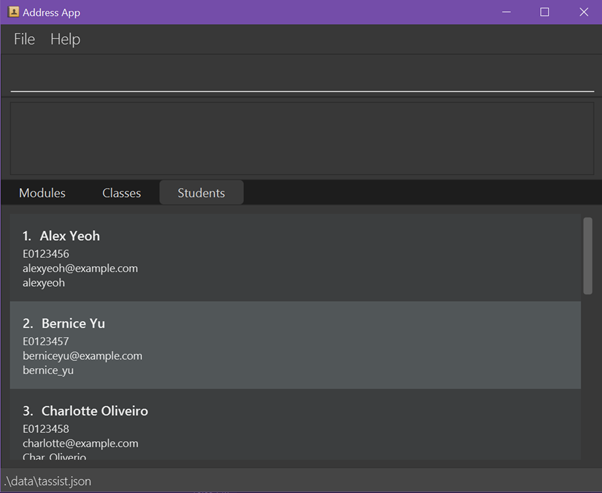 Address App
File Help
Modules Classes Students
1. Alex Yeoh
E0123456
alexyeoh@example.com
alexyeoh
2. Bernice Yu
E0123457
berniceyu@example.com
bernice_yu
3. Charlotte Oliveiro
E0123458
charlotte@example.com
Char_Oliverio
.\data\tassist.json